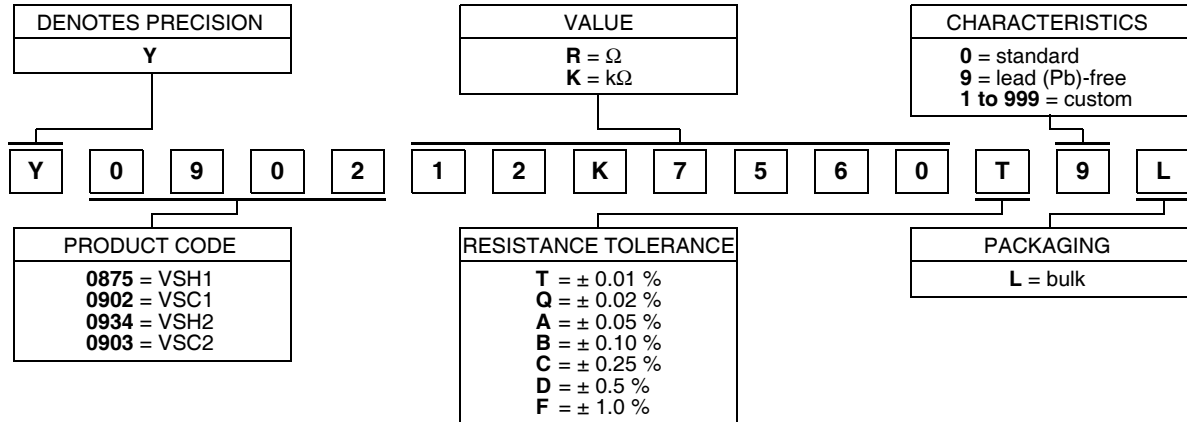 DENOTES PRECISION
Y
VALUE
R = Ω
K = kΩ
CHARACTERISTICS
0 = standard
9 = lead (Pb)-free
1 to 999 = custom
Y 0 9 0 2 1 2 K 7 5 6 0 T 9 L
PRODUCT CODE
0875 = VSH1
0902 = VSC1
0934 = VSH2
0903 = VSC2
RESISTANCE TOLERANCE
T = ± 0.01 %
Q = ± 0.02 %
A = ± 0.05 %
B = ± 0.10 %
C = ± 0.25 %
D = ± 0.5 %
F = ± 1.0 %
PACKAGING
L = bulk